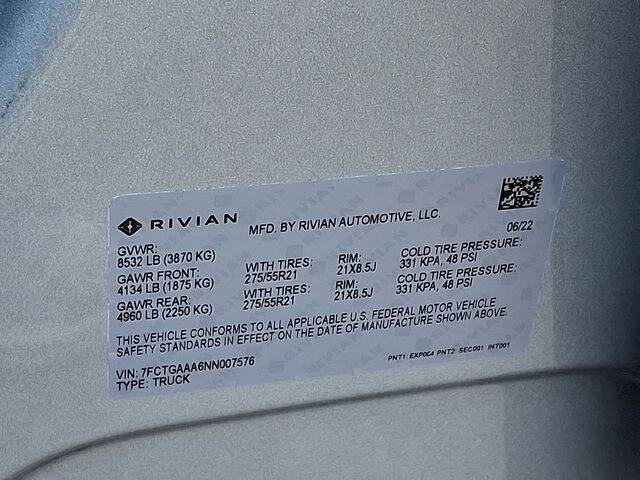 RIVIAN MFD. BY RIVIAN AUTOMOTIVE, LLC. 06/22
GVWR:
8532 LB (3870 KG)
GAWR FRONT: WITH TIRES: RIM: COLD TIRE PRESSURE:
4134 LB (1875 KG) 275/55R21 21X8.5J 331 KPA, 48 PSI
GAWR REAR: WITH TIRES: RIM: COLD TIRE PRESSURE:
4960 LB (2250 KG) 275/55R21 21X8.5J 331 KPA, 48 PSI
THIS VEHICLE CONFORMS TO ALL APPLICABLE U.S. FEDERAL MOTOR VEHICLE
SAFETY STANDARDS IN EFFECT ON THE DATE OF MANUFACTURE SHOWN ABOVE.
VIN: 7FCTGAAA6NN007576 PNT1: EXP004 PNT2: SEC001 INT001
TYPE: TRUCK